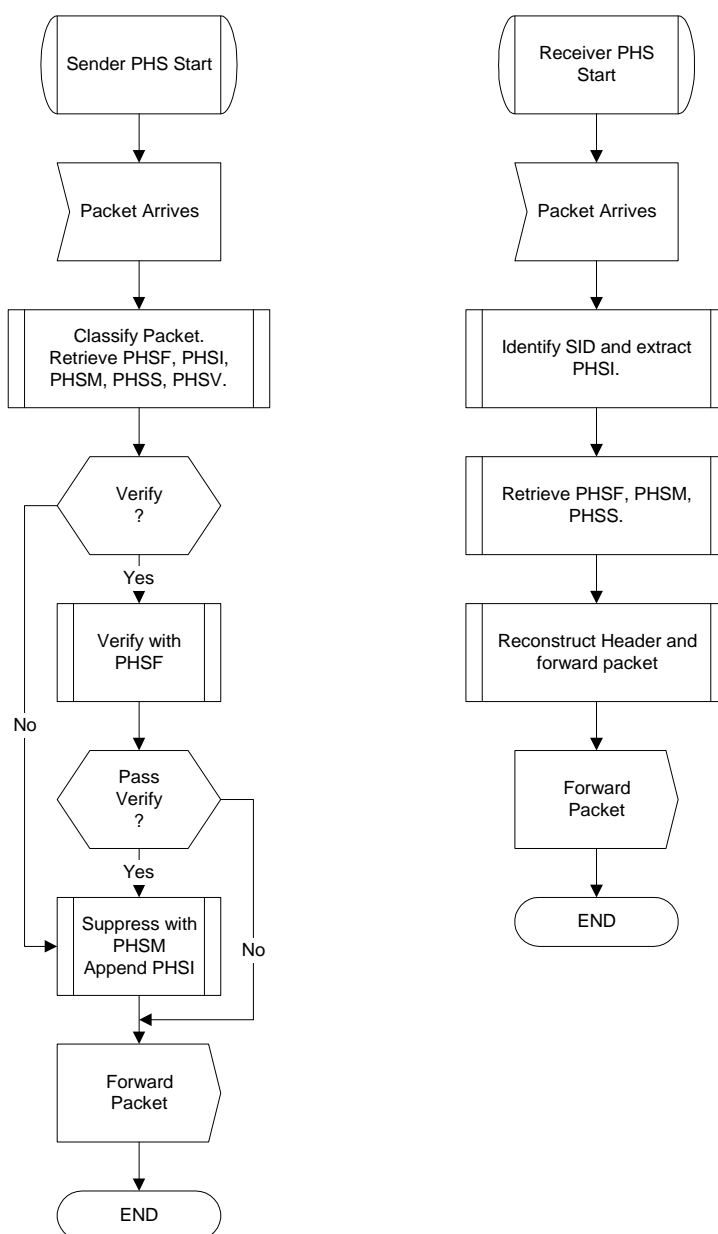 Sender PHS Start
Packet Arrives
Classify Packet.
Retrieve PHSF, PHSI,
PHSM, PHSS, PHSV.
Verify
?
Yes
Verify with
PHSF
No
Pass
Verify
?
Yes
Suppress with
PHSM
Append PHSI
No
Forward
Packet
END
Receiver PHS
Start
Packet Arrives
Identify SID and extract
PHSI.
Retrieve PHSF, PHSM,
PHSS.
Reconstruct Header and
forward packet
Forward
Packet
END